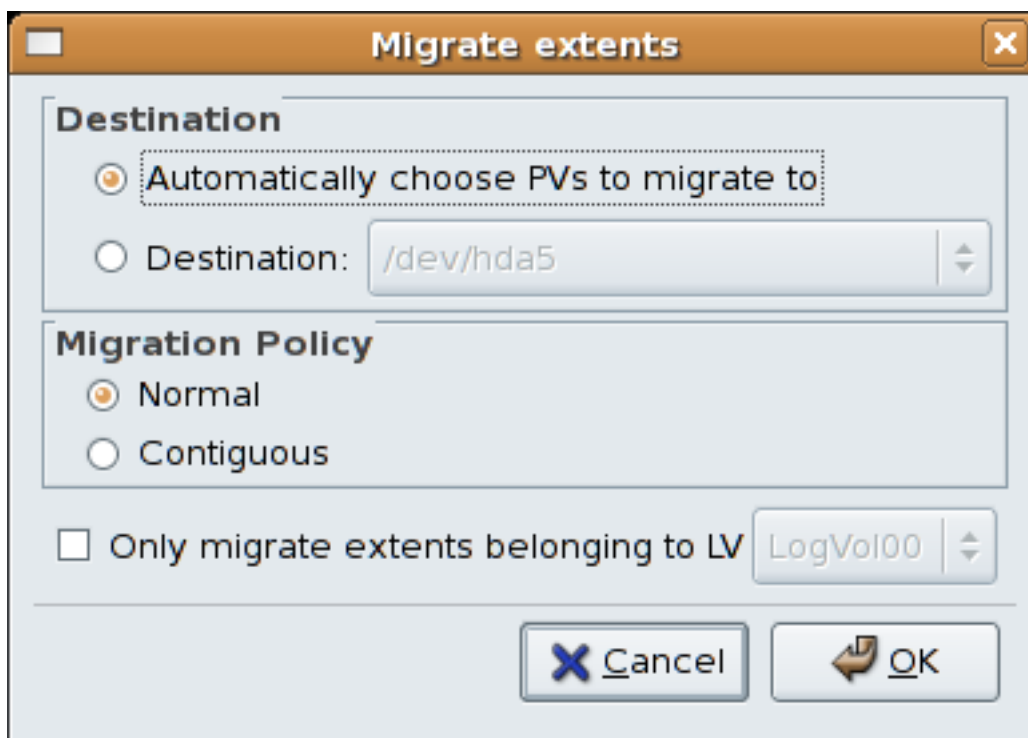 Migrate extents
Destination
Automatically choose PVs to migrate to
Destination: /dev/hda5
Migration Policy
Normal
Contiguous
Only migrate extents belonging to LV LogVol00
Cancel OK